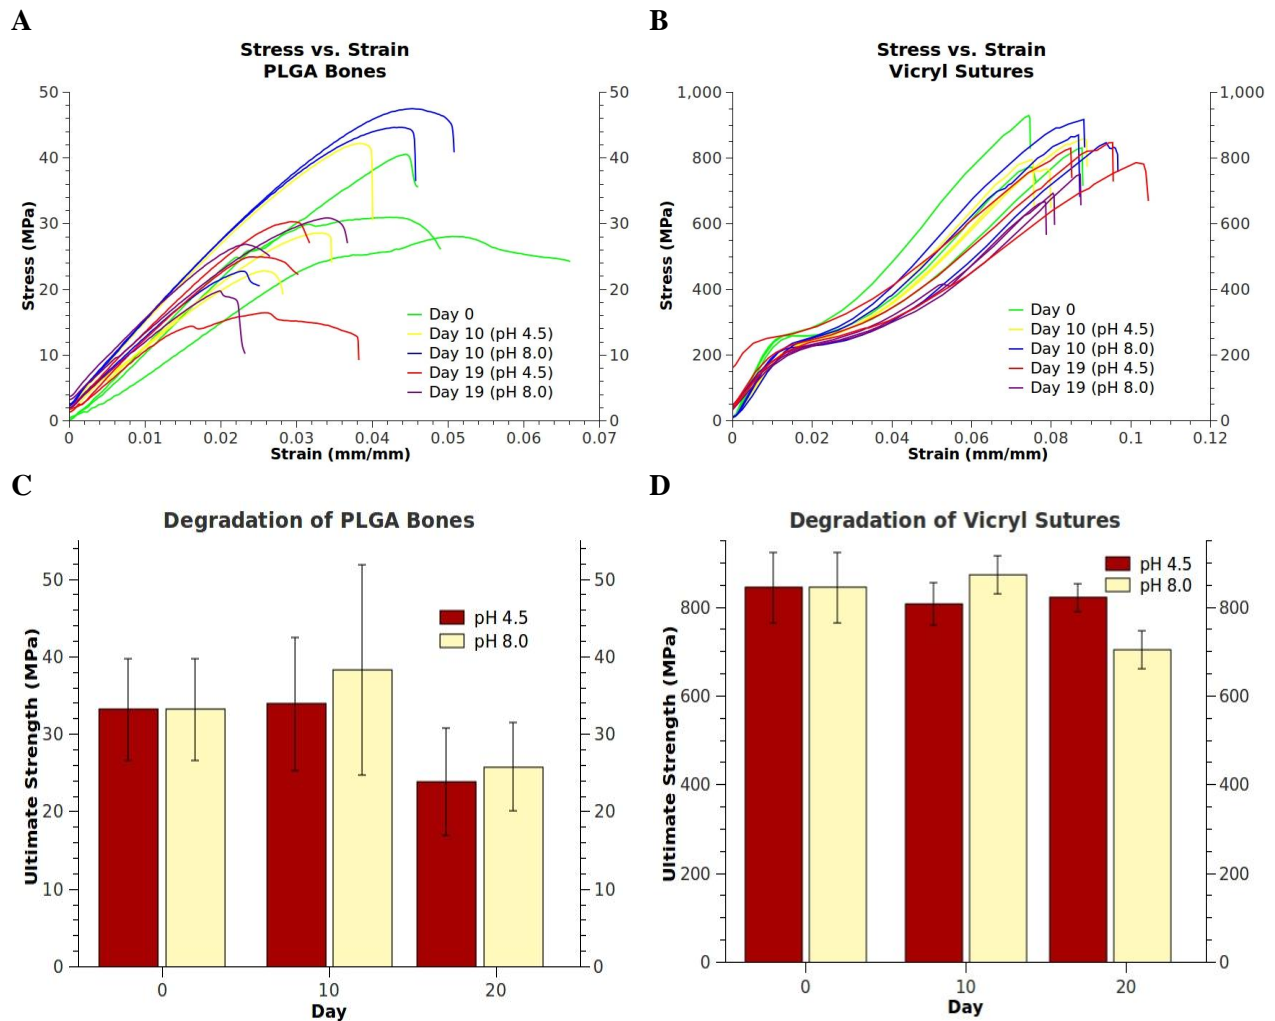 A
Stress vs. Strain
PLGA Bones
50
50
40
40
30
30
20
20
10
10
0
0
Stress (MPa)
Day 0
Day 10 (pH 4.5)
Day 10 (pH 8.0)
Day 19 (pH 4.5)
Day 19 (pH 8.0)
0 0.01 0.02 0.03 0.04 0.05 0.06 0.07
Strain (mm/mm)
B
Stress vs. Strain
Vicryl Sutures
1,000
1,000
800
800
600
600
400
400
200
200
0
0
Stress (MPa)
Day 0
Day 10 (pH 4.5)
Day 10 (pH 8.0)
Day 19 (pH 4.5)
Day 19 (pH 8.0)
0 0.02 0.04 0.06 0.08 0.1 0.12
Strain (mm/mm)
C
Degradation of PLGA Bones
50
50
40
40
30
30
20
20
10
10
0
0
Ultimate Strength (MPa)
pH 4.5
pH 8.0
0 10 20
Day
D
Degradation of Vicryl Sutures
800
800
600
600
400
400
200
200
0
0
Ultimate Strength (MPa)
pH 4.5
pH 8.0
0 10 20
Day